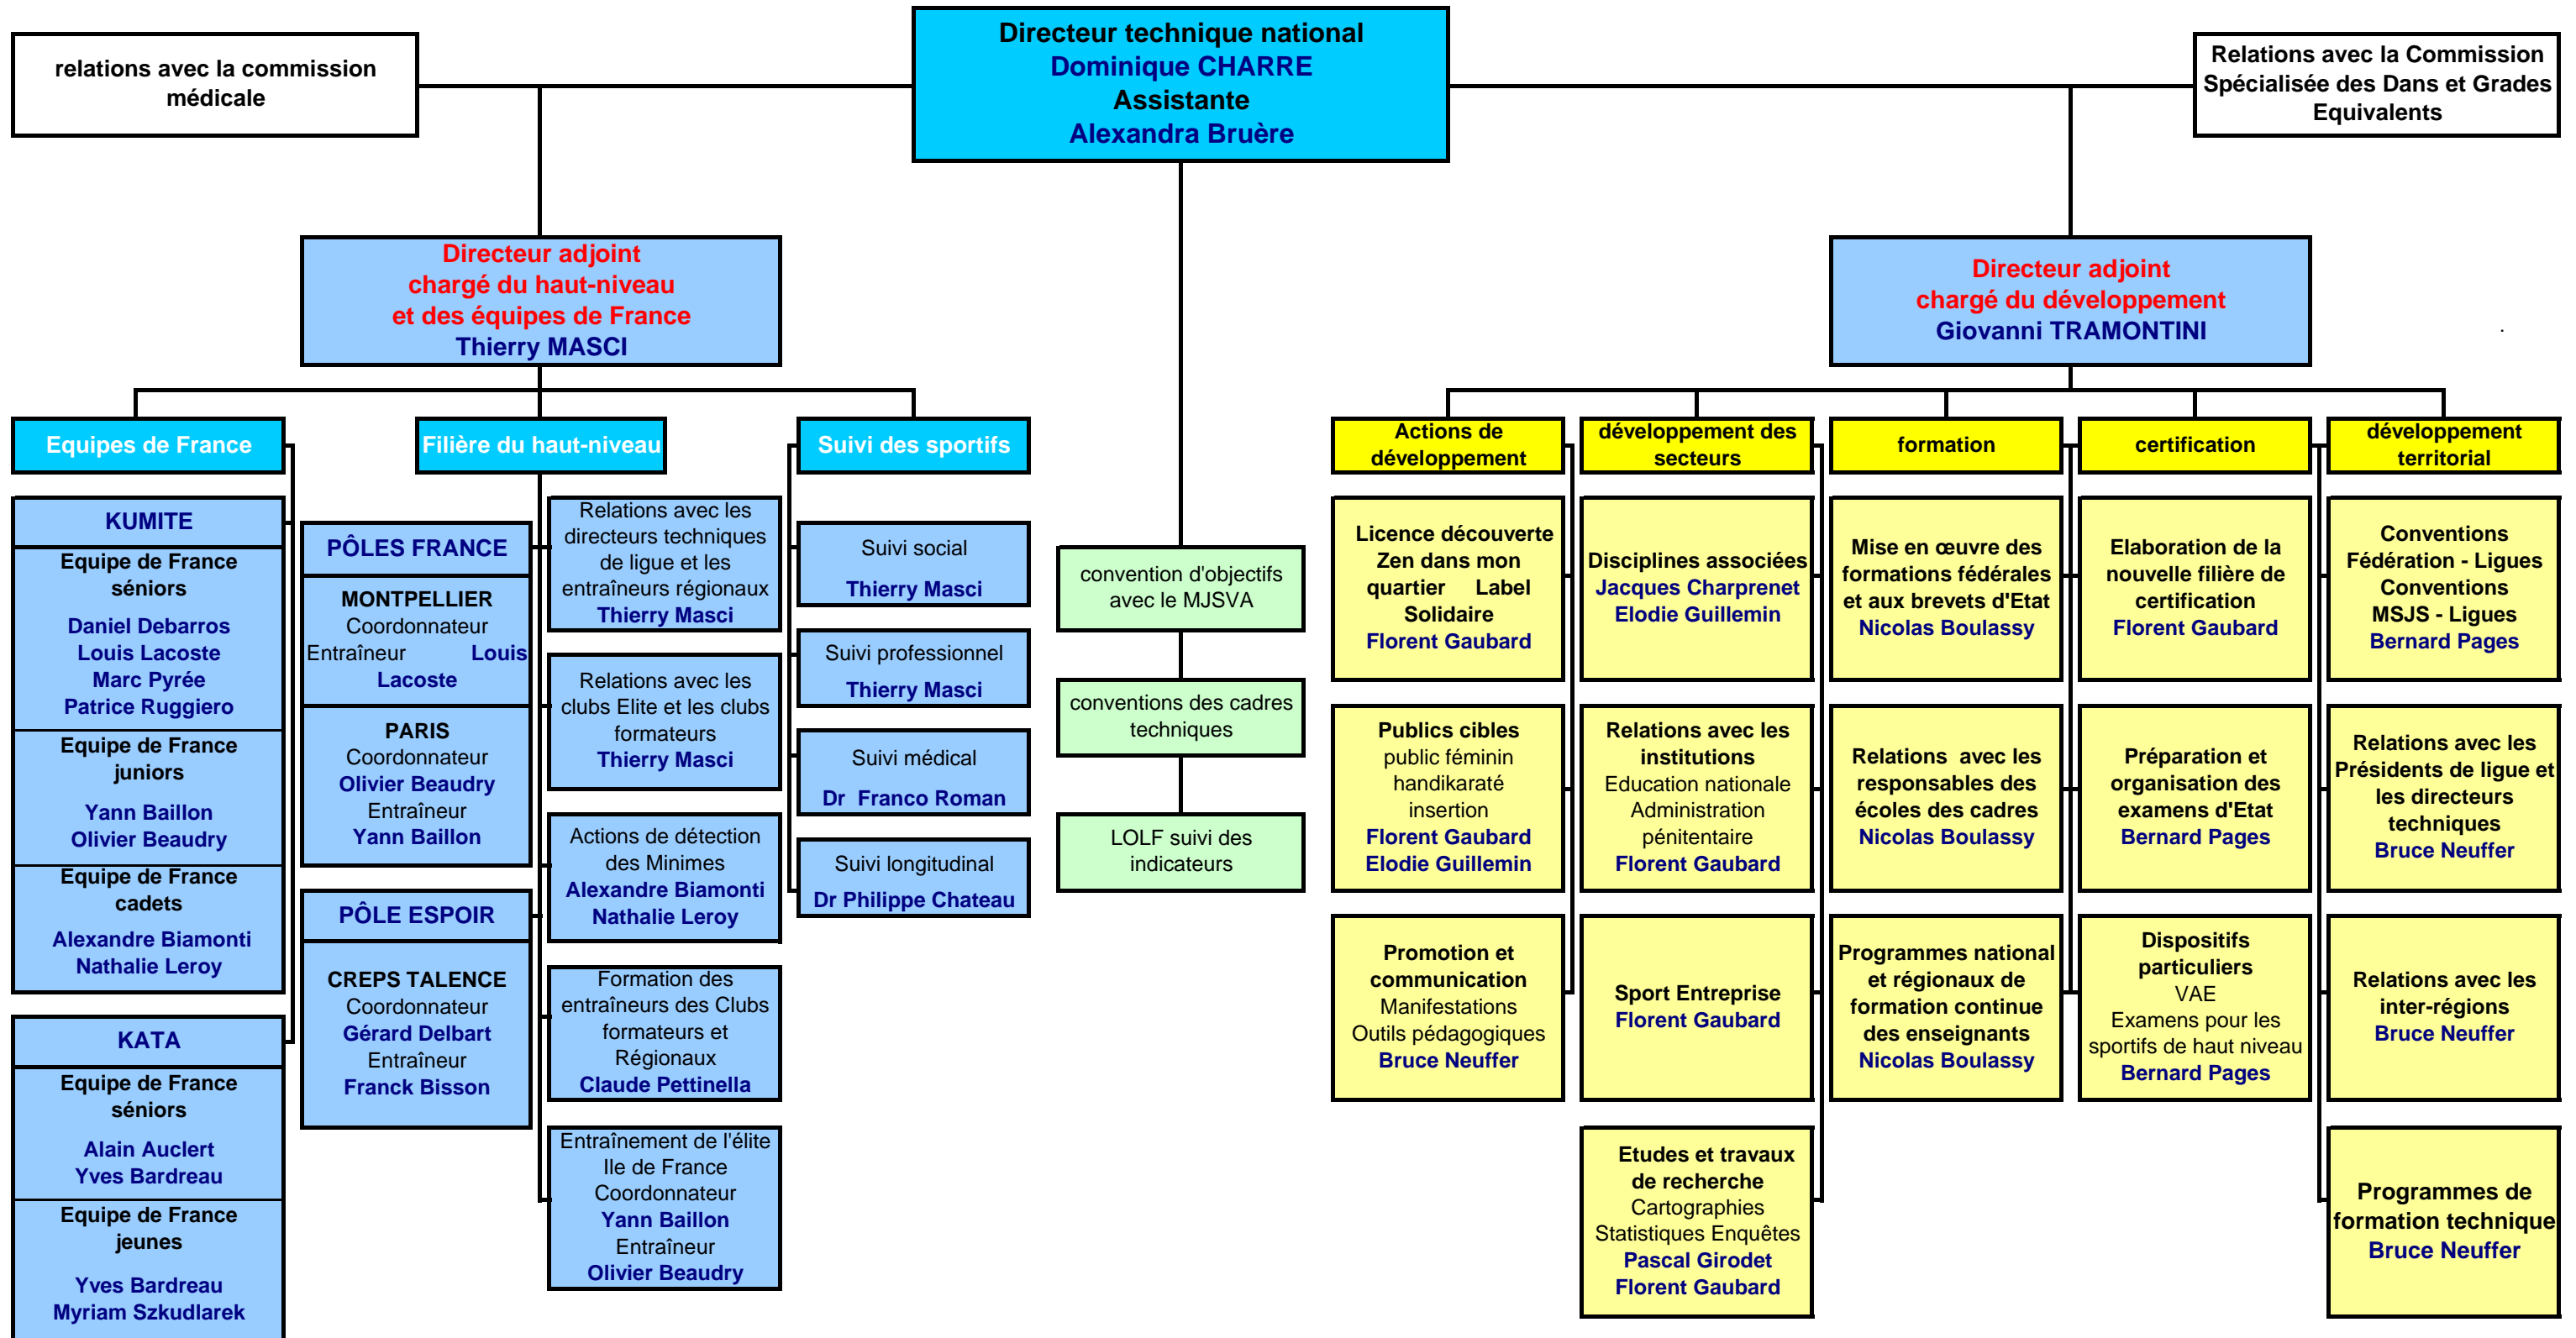 Directeur technique national
Dominique CHARRE
Assistante
Alexandra Bruère
relations avec la commission
médicale
Relations avec la Commission
Spécialisée des Dans et Grades
Equivalents
Directeur adjoint
chargé du haut-niveau
et des équipes de France
Thierry MASCI
Directeur adjoint
chargé du développement
Giovanni TRAMONTINI
.
Equipes de France
KUMITE
Equipe de France
séniors
Daniel Debarros
Louis Lacoste
Marc Pyrée
Patrice Ruggiero
Equipe de France
juniors
Yann Baillon
Olivier Beaudry
Equipe de France
cadets
Alexandre Biamonti
Nathalie Leroy
KATA
Equipe de France
séniors
Alain Auclert
Yves Bardreau
Equipe de France
jeunes
Yves Bardreau
Myriam Szkudlarek
Filière du haut-niveau
PÔLES FRANCE
MONTPELLIER
Coordonnateur
Entraîneur Louis
Lacoste
PARIS
Coordonnateur
Olivier Beaudry
Entraîneur
Yann Baillon
PÔLE ESPOIR
CREPS TALENCE
Coordonnateur
Gérard Delbart
Entraîneur
Franck Bisson
Relations avec les
directeurs techniques
de ligue et les
entraîneurs régionaux
Thierry Masci
Relations avec les
clubs Elite et les clubs
formateurs
Thierry Masci
Actions de détection
des Minimes
Alexandre Biamonti
Nathalie Leroy
Formation des
entraîneurs des Clubs
formateurs et
Régionaux
Claude Pettinella
Entraînement de l'élite
Ile de France
Coordonnateur
Yann Baillon
Entraîneur
Olivier Beaudry
Suivi des sportifs
Suivi social
Thierry Masci
Suivi professionnel
Thierry Masci
Suivi médical
Dr Franco Roman
Suivi longitudinal
Dr Philippe Chateau
convention d'objectifs
avec le MJSVA
conventions des cadres
techniques
LOLF suivi des
indicateurs
Actions de
développement
Licence découverte
Zen dans mon
quartier Label
Solidaire
Florent Gaubard
Publics cibles
public féminin
handikaraté
insertion
Florent Gaubard
Elodie Guillemin
Promotion et
communication
Manifestations
Outils pédagogiques
Bruce Neuffer
développement des
secteurs
Disciplines associées
Jacques Charprenet
Elodie Guillemin
Relations avec les
institutions
Education nationale
Administration
pénitentaire
Florent Gaubard
Sport Entreprise
Florent Gaubard
Etudes et travaux
de recherche
Cartographies
Statistiques Enquêtes
Pascal Girodet
Florent Gaubard
formation
Mise en œuvre des
formations fédérales
et aux brevets d'Etat
Nicolas Boulassy
Relations avec les
responsables des
écoles des cadres
Nicolas Boulassy
Programmes national
et régionaux de
formation continue
des enseignants
Nicolas Boulassy
certification
Elaboration de la
nouvelle filière de
certification
Florent Gaubard
Préparation et
organisation des
examens d'Etat
Bernard Pages
Dispositifs
particuliers
VAE
Examens pour les
sportifs de haut niveau
Bernard Pages
développement
territorial
Conventions
Fédération - Ligues
Conventions
MSJS - Ligues
Bernard Pages
Relations avec les
Présidents de ligue et
les directeurs
techniques
Bruce Neuffer
Relations avec les
inter-régions
Bruce Neuffer
Programmes de
formation technique
Bruce Neuffer